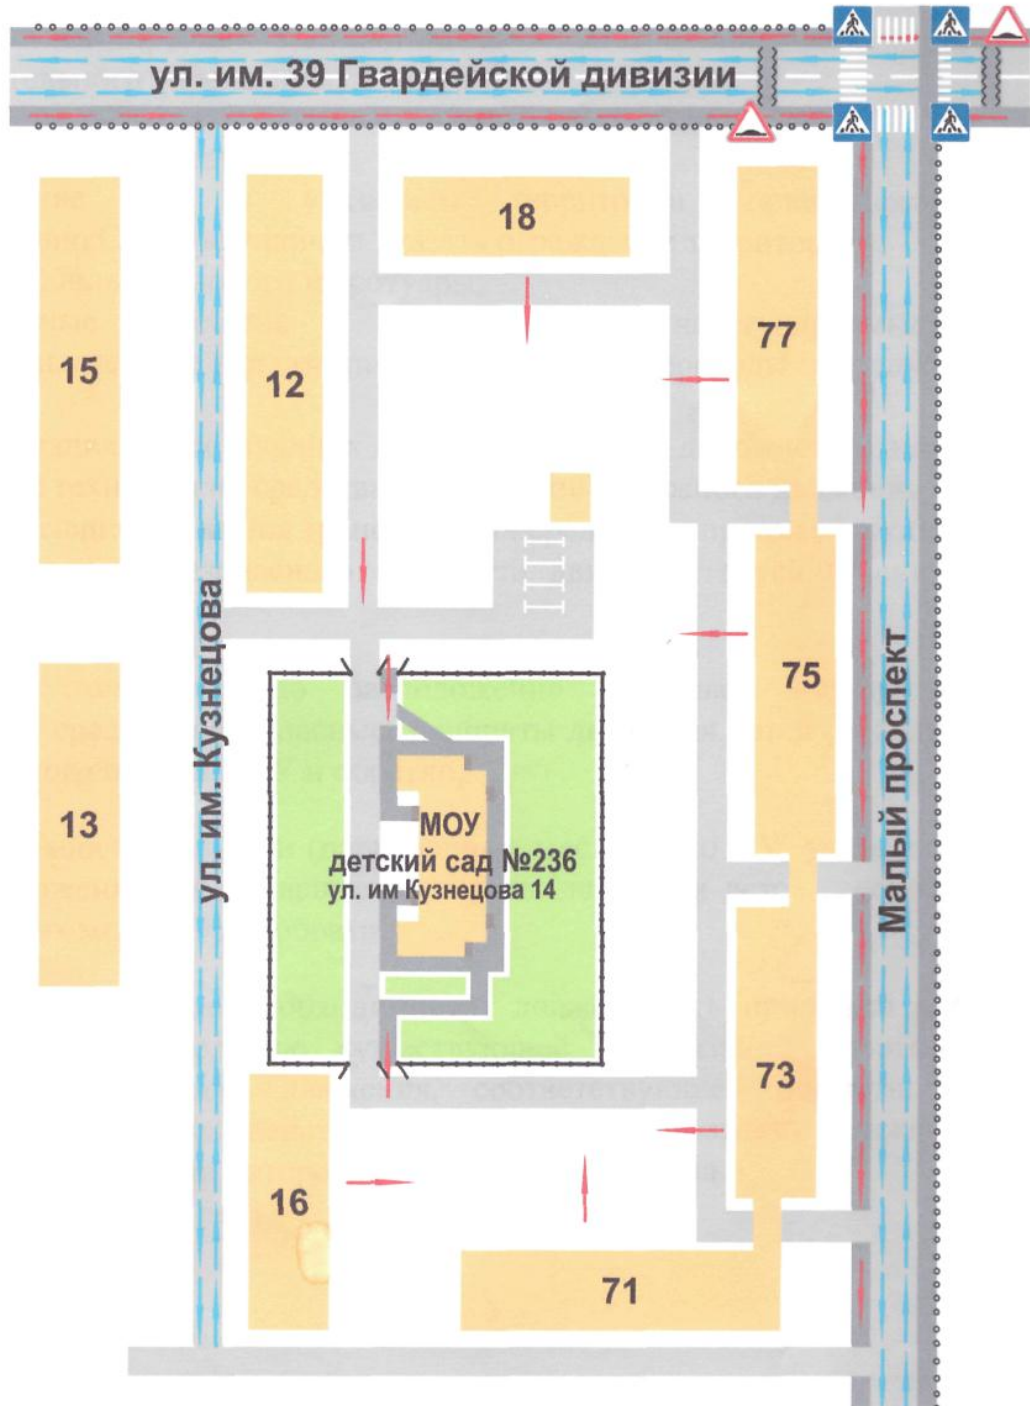 ул. им. 39 Гвардейской дивизии
18
77
15
12
ул. им. Кузнецова
75
Малый проспект
13
МОУ
детский сад №236
ул. им Кузнецова 14
73
16
71